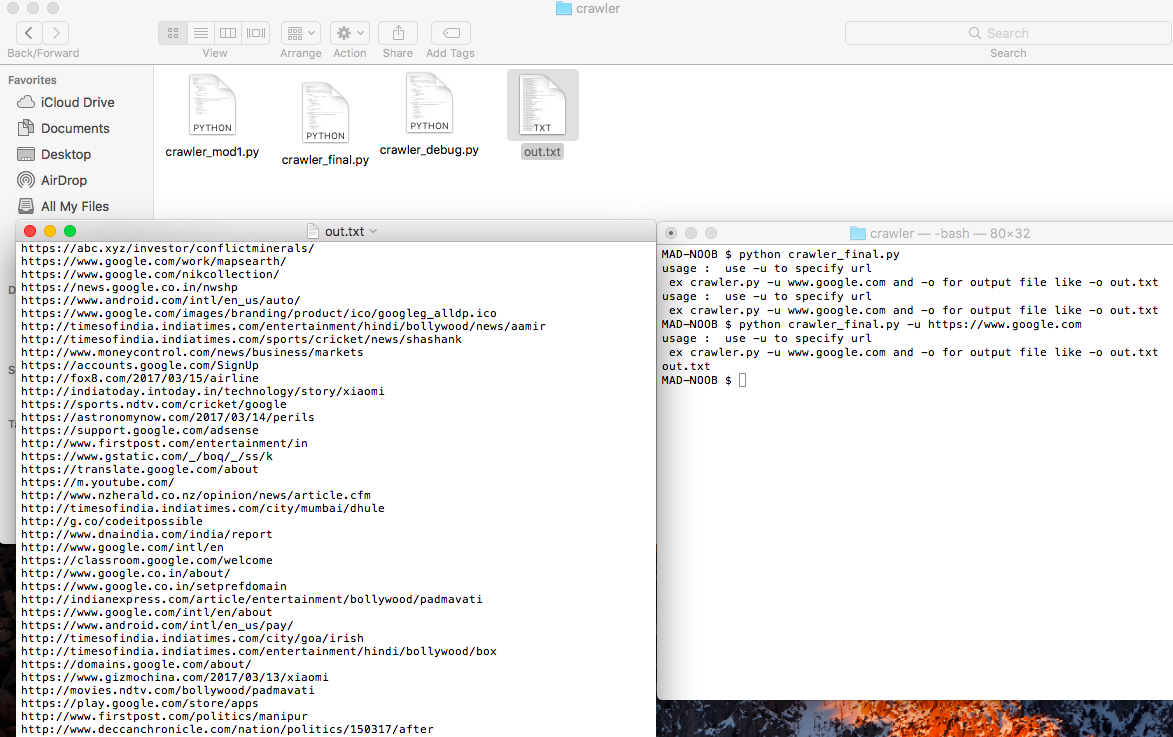 crawler
Search
Back/Forward
View
Arrange
Action
Share
Add Tags
Search
Favorites
iCloud Drive
Documents
Desktop
AirDrop
All My Files
PYTHON
PYTHON
PYTHON
TXT
crawler_mod1.py
crawler_final.py
crawler_debug.py
out.txt
out.txt
https://abc.xyz/investor/conflictminerals/
https://www.google.com/work/mapsearth/
https://www.google.com/nikcollection/
https://news.google.co.in/nwshp
https://www.android.com/intl/en_us/auto/
https://www.google.com/images/branding/product/ico/googleg_alldp.ico
http://timesofindia.indiatimes.com/entertainment/hindi/bollywood/news/aamir
http://timesofindia.indiatimes.com/sports/cricket/news/shashank
http://www.moneycontrol.com/news/business/markets
https://accounts.google.com/SignUp
http://fox8.com/2017/03/15/airline
http://indiatoday.intoday.in/technology/story/xiaomi
https://sports.ndtv.com/cricket/google
https://astronomynow.com/2017/03/14/perils
https://support.google.com/adsense
http://www.firstpost.com/entertainment/in
https://www.gstatic.com/_/boq/_/ss/k
https://translate.google.com/about
https://m.youtube.com/
http://www.nzherald.co.nz/opinion/news/article.cfm
http://timesofindia.indiatimes.com/city/mumbai/dhule
http://g.co/codeitpossible
http://www.dnaindia.com/india/report
http://www.google.com/intl/en
https://classroom.google.com/welcome
http://www.google.co.in/about/
https://www.google.co.in/setprefdomain
http://indianexpress.com/article/entertainment/bollywood/padmavati
https://www.google.com/intl/en/about
https://www.android.com/intl/en_us/pay/
http://timesofindia.indiatimes.com/city/goa/irish
http://timesofindia.indiatimes.com/entertainment/hindi/bollywood/box
https://domains.google.com/about/
https://www.gizmochina.com/2017/03/13/xiaomi
http://movies.ndtv.com/bollywood/padmavati
https://play.google.com/store/apps
http://www.firstpost.com/politics/manipur
http://www.deccanchronicle.com/nation/politics/150317/after
crawler — -bash — 80×32
MAD-NOOB $ python crawler_final.py
usage :  use -u to specify url
 ex crawler.py -u www.google.com and -o for output file like -o out.txt
usage :  use -u to specify url
 ex crawler.py -u www.google.com and -o for output file like -o out.txt
MAD-NOOB $ python crawler_final.py -u https://www.google.com
usage :  use -u to specify url
 ex crawler.py -u www.google.com and -o for output file like -o out.txt
out.txt
MAD-NOOB $